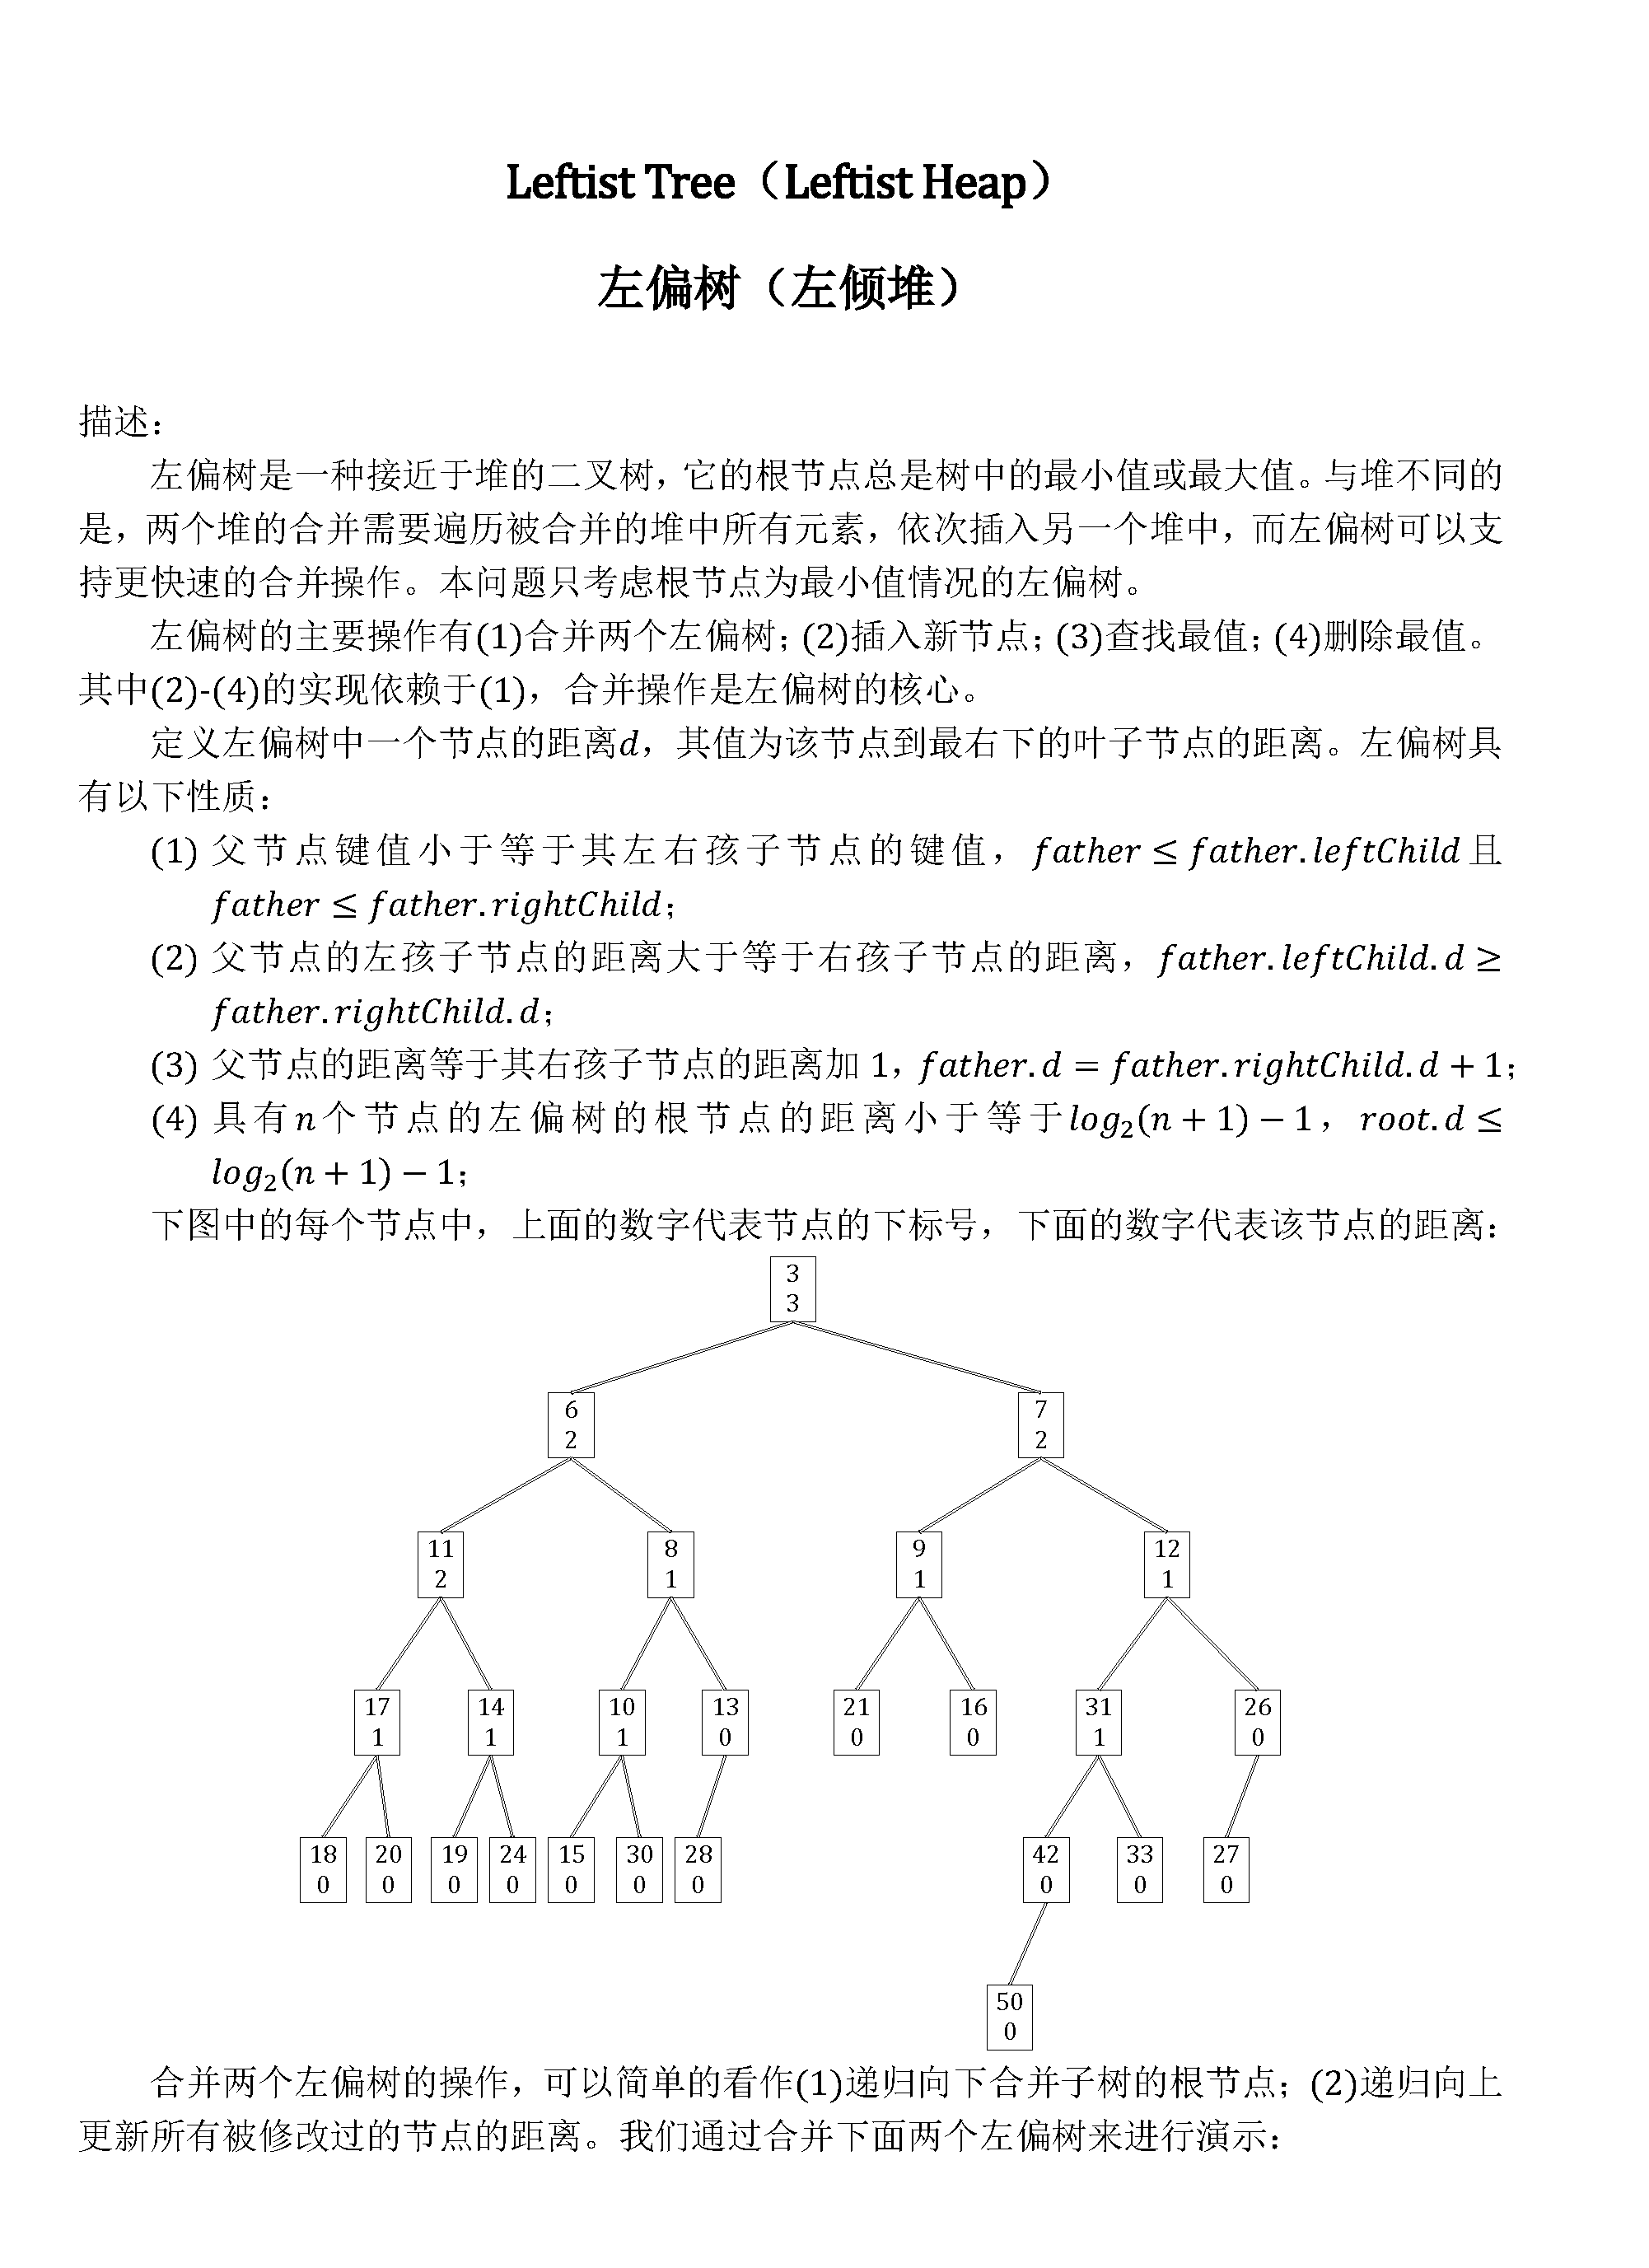 Leftist Tree（Leftist Heap）
左偏树（左倾堆）
描述：
左偏树是一种接近于堆的二叉树，它的根节点总是树中的最小值或最大值。与堆不同的
是，两个堆的合并需要遍历被合并的堆中所有元素，依次插入另一个堆中，而左偏树可以支
持更快速的合并操作。本问题只考虑根节点为最小值情况的左偏树。
左偏树的主要操作有(1)合并两个左偏树；(2)插入新节点；(3)查找最值；(4)删除最值。
其中(2)-(4)的实现依赖于(1)，合并操作是左偏树的核心。
定义左偏树中一个节点的距离d，其值为该节点到最右下的叶子节点的距离。左偏树具
有以下性质：
(1) 父节点键值小于等于其左右孩子节点的键值，father ≤ father.leftChild且
father ≤ father.rightChild；
(2) 父节点的左孩子节点的距离大于等于右孩子节点的距离，father.leftChild.d ≥
father.rightChild.d；
(3) 父节点的距离等于其右孩子节点的距离加 1，father.d = father.rightChild.d + 1；
(4) 具有n个节点的左偏树的根节点的距离小于等于log₂(n + 1) − 1，root.d ≤
log₂(n + 1) − 1；
下图中的每个节点中，上面的数字代表节点的下标号，下面的数字代表该节点的距离：
3
3
6 7
2 2
11 8 9 12
2 1 1 1
17 14 10 13 21 16 31 26
1 1 1 0 0 0 1 0
18 20 19 24 15 30 28 42 33 27
0 0 0 0 0 0 0 0 0 0
50
0
合并两个左偏树的操作，可以简单的看作(1)递归向下合并子树的根节点；(2)递归向上
更新所有被修改过的节点的距离。我们通过合并下面两个左偏树来进行演示：